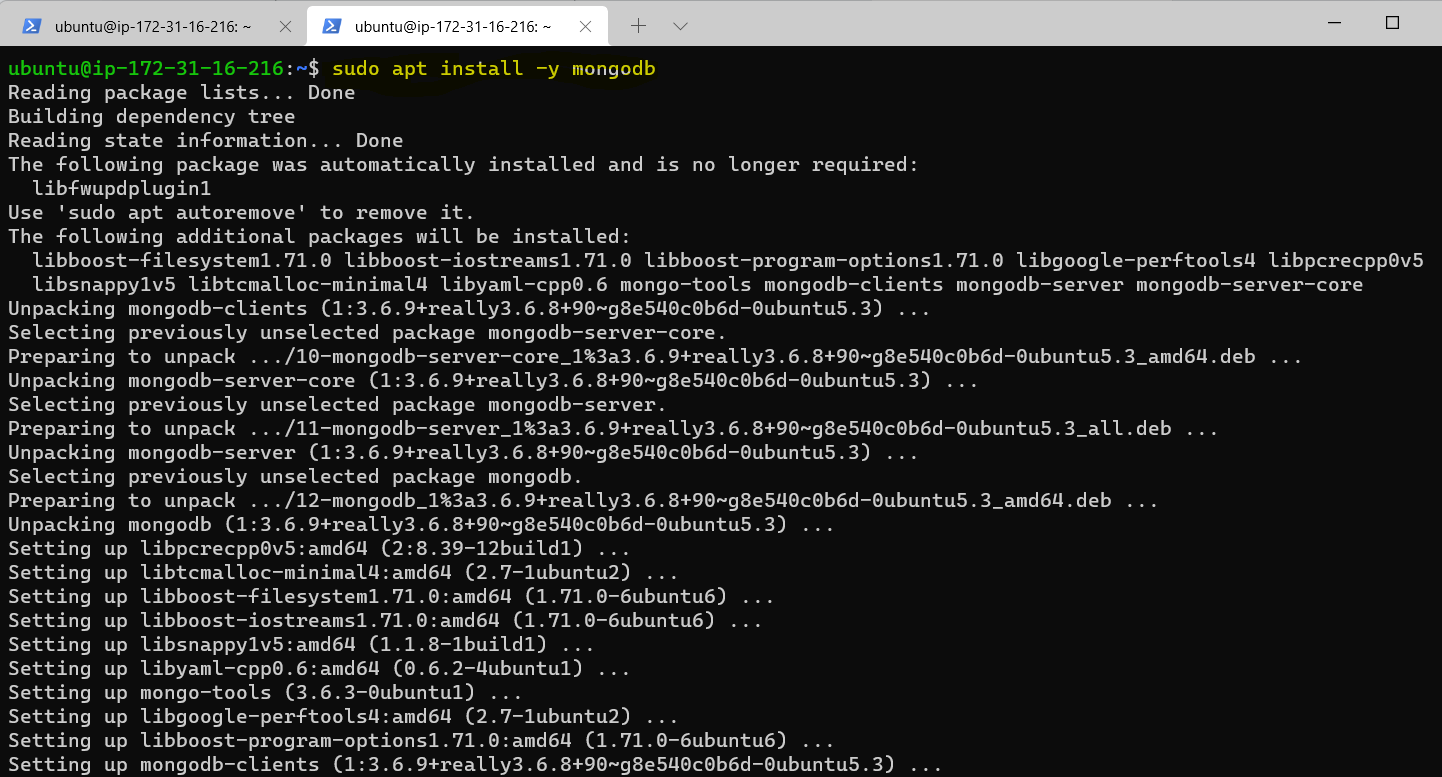 ubuntu@ip-172-31-16-216: ~
ubuntu@ip-172-31-16-216: ~
ubuntu@ip-172-31-16-216:~$ sudo apt install -y mongodb
Reading package lists... Done
Building dependency tree
Reading state information... Done
The following package was automatically installed and is no longer required:
  libfwupdplugin1
Use 'sudo apt autoremove' to remove it.
The following additional packages will be installed:
  libboost-filesystem1.71.0 libboost-iostreams1.71.0 libboost-program-options1.71.0 libgoogle-perftools4 libpcrecpp0v5
  libsnappy1v5 libtcmalloc-minimal4 libyaml-cpp0.6 mongo-tools mongodb-clients mongodb-server mongodb-server-core
Unpacking mongodb-clients (1:3.6.9+really3.6.8+90~g8e540c0b6d-0ubuntu5.3) ...
Selecting previously unselected package mongodb-server-core.
Preparing to unpack .../10-mongodb-server-core_1%3a3.6.9+really3.6.8+90~g8e540c0b6d-0ubuntu5.3_amd64.deb ...
Unpacking mongodb-server-core (1:3.6.9+really3.6.8+90~g8e540c0b6d-0ubuntu5.3) ...
Selecting previously unselected package mongodb-server.
Preparing to unpack .../11-mongodb-server_1%3a3.6.9+really3.6.8+90~g8e540c0b6d-0ubuntu5.3_all.deb ...
Unpacking mongodb-server (1:3.6.9+really3.6.8+90~g8e540c0b6d-0ubuntu5.3) ...
Selecting previously unselected package mongodb.
Preparing to unpack .../12-mongodb_1%3a3.6.9+really3.6.8+90~g8e540c0b6d-0ubuntu5.3_amd64.deb ...
Unpacking mongodb (1:3.6.9+really3.6.8+90~g8e540c0b6d-0ubuntu5.3) ...
Setting up libpcrecpp0v5:amd64 (2:8.39-12build1) ...
Setting up libtcmalloc-minimal4:amd64 (2.7-1ubuntu2) ...
Setting up libboost-filesystem1.71.0:amd64 (1.71.0-6ubuntu6) ...
Setting up libboost-iostreams1.71.0:amd64 (1.71.0-6ubuntu6) ...
Setting up libsnappy1v5:amd64 (1.1.8-1build1) ...
Setting up libyaml-cpp0.6:amd64 (0.6.2-4ubuntu1) ...
Setting up mongo-tools (3.6.3-0ubuntu1) ...
Setting up libgoogle-perftools4:amd64 (2.7-1ubuntu2) ...
Setting up libboost-program-options1.71.0:amd64 (1.71.0-6ubuntu6) ...
Setting up mongodb-clients (1:3.6.9+really3.6.8+90~g8e540c0b6d-0ubuntu5.3) ...